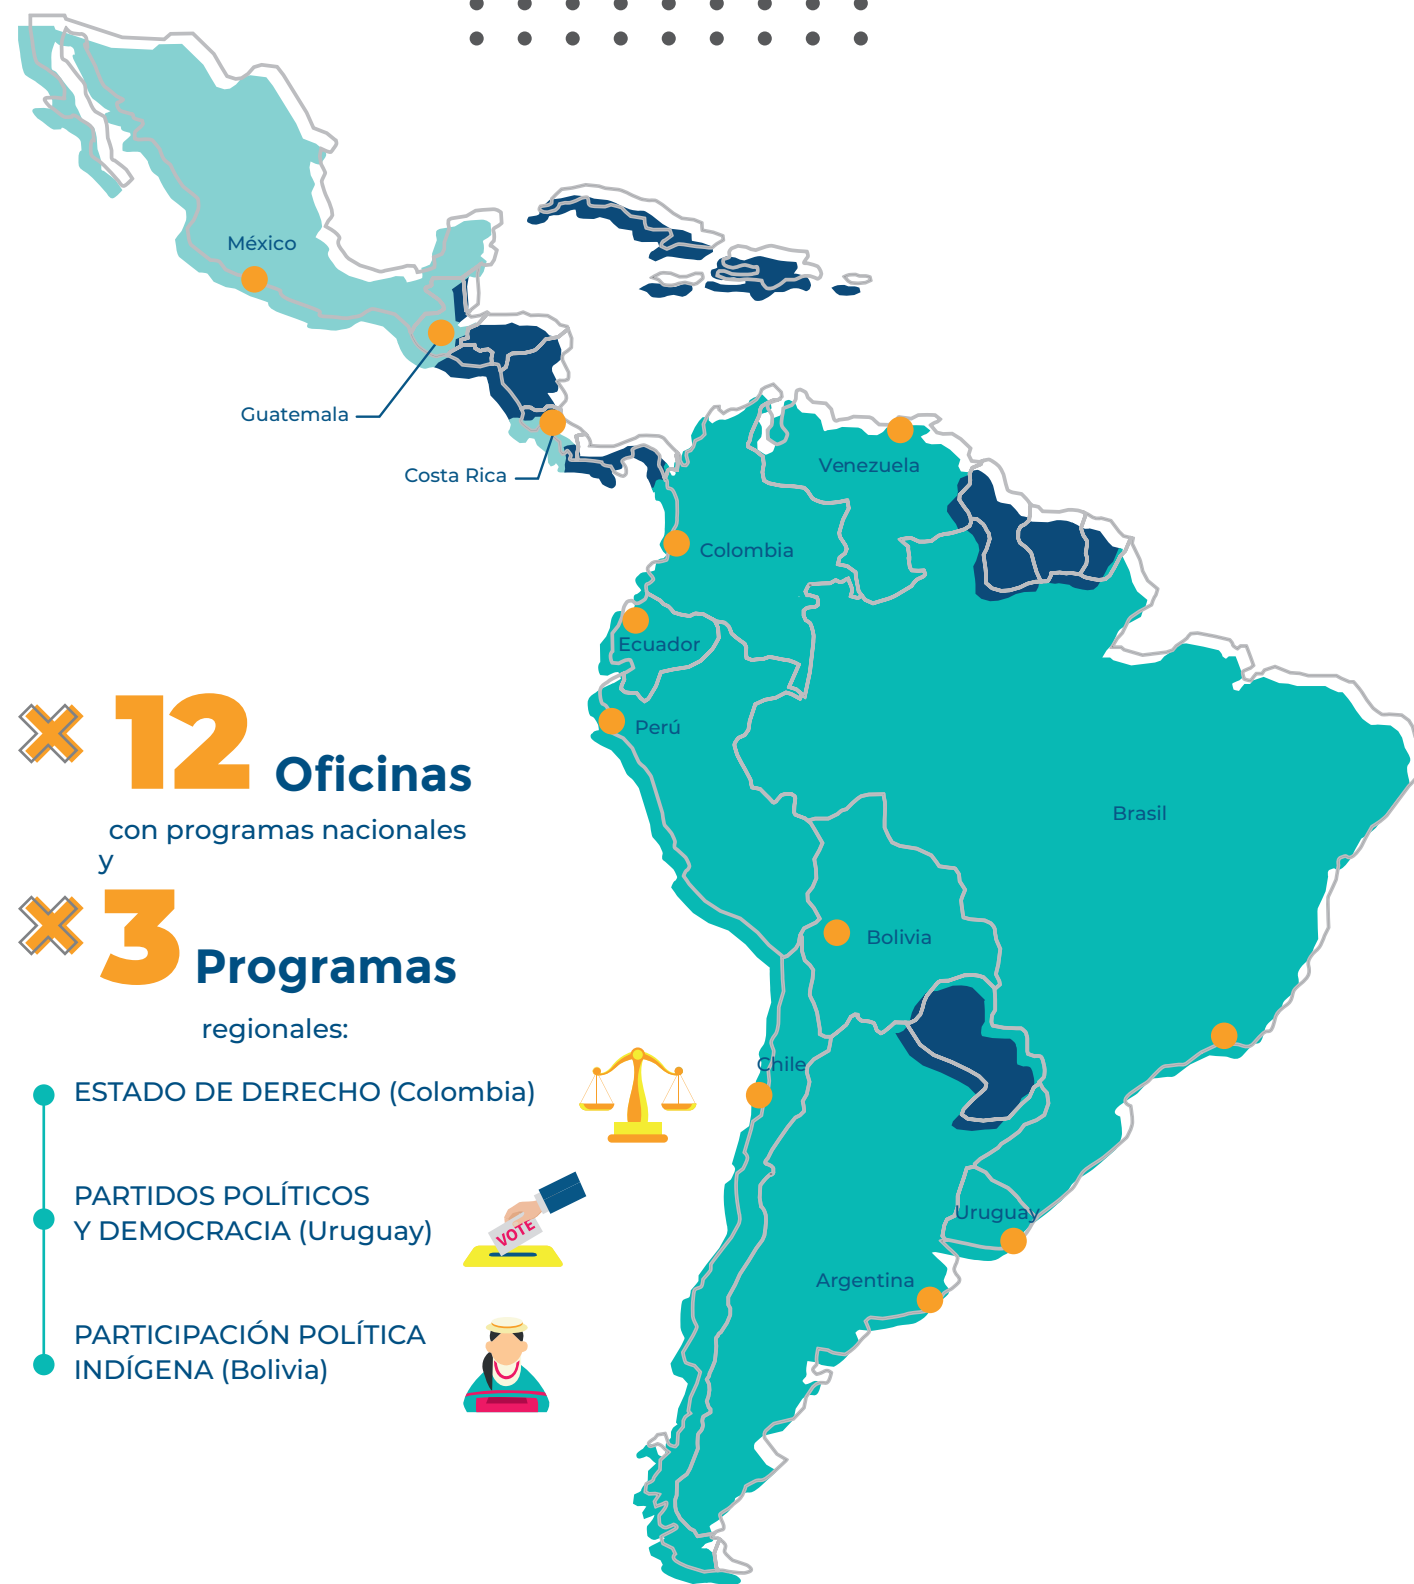 México
Guatemala
Costa Rica
Venezuela
Colombia
Ecuador
Perú
Brasil
Bolivia
Chile
Uruguay
Argentina
12 Oficinas
con programas nacionales
y
3 Programas
regionales:
ESTADO DE DERECHO (Colombia)
PARTIDOS POLÍTICOS
Y DEMOCRACIA (Uruguay)
VOTE
PARTICIPACIÓN POLÍTICA
INDÍGENA (Bolivia)